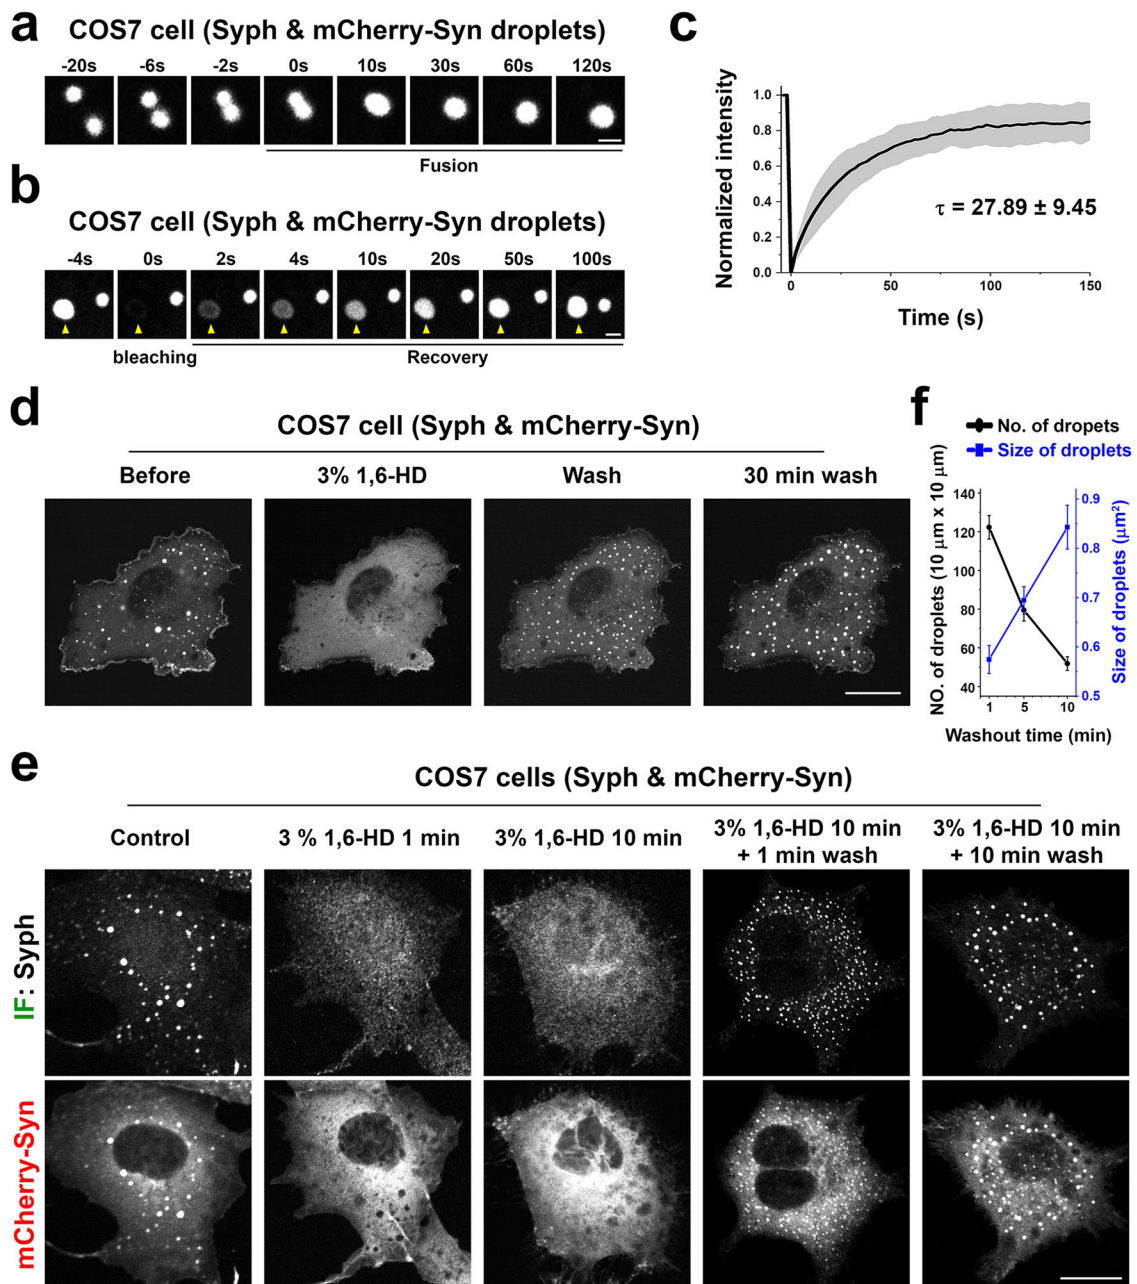 a
COS7 cell (Syph & mCherry-Syn droplets)
-20s -6s -2s 0s 10s 30s 60s 120s
Fusion
b
COS7 cell (Syph & mCherry-Syn droplets)
-4s 0s 2s 4s 10s 20s 50s 100s
bleaching Recovery
c
Normalized intensity
1.0
0.8
0.6
0.4
0.2
0.0
τ = 27.89 ± 9.45
0 50 100 150
Time (s)
d
COS7 cell (Syph & mCherry-Syn)
Before 3% 1,6-HD Wash 30 min wash
f
No. of dropets
Size of droplets
NO. of droplets (10 μm x 10 μm)
140
120
100
80
60
40
0.9
0.8
0.7
0.6
0.5
Size of droplets (μm²)
1 5 10
Washout time (min)
e
COS7 cells (Syph & mCherry-Syn)
Control 3 % 1,6-HD 1 min 3% 1,6-HD 10 min 3% 1,6-HD 10 min 3% 1,6-HD 10 min
+ 1 min wash + 10 min wash
IF: Syph
mCherry-Syn